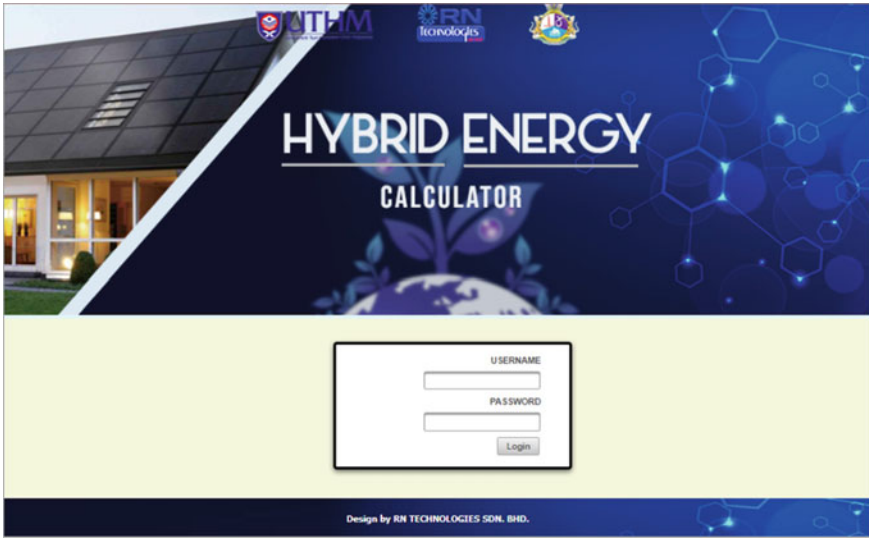 UTHM
RN
TECHNOLOGIES
HYBRID ENERGY
CALCULATOR
USERNAME
PASSWORD
Login
Design by RN TECHNOLOGIES SDN. BHD.